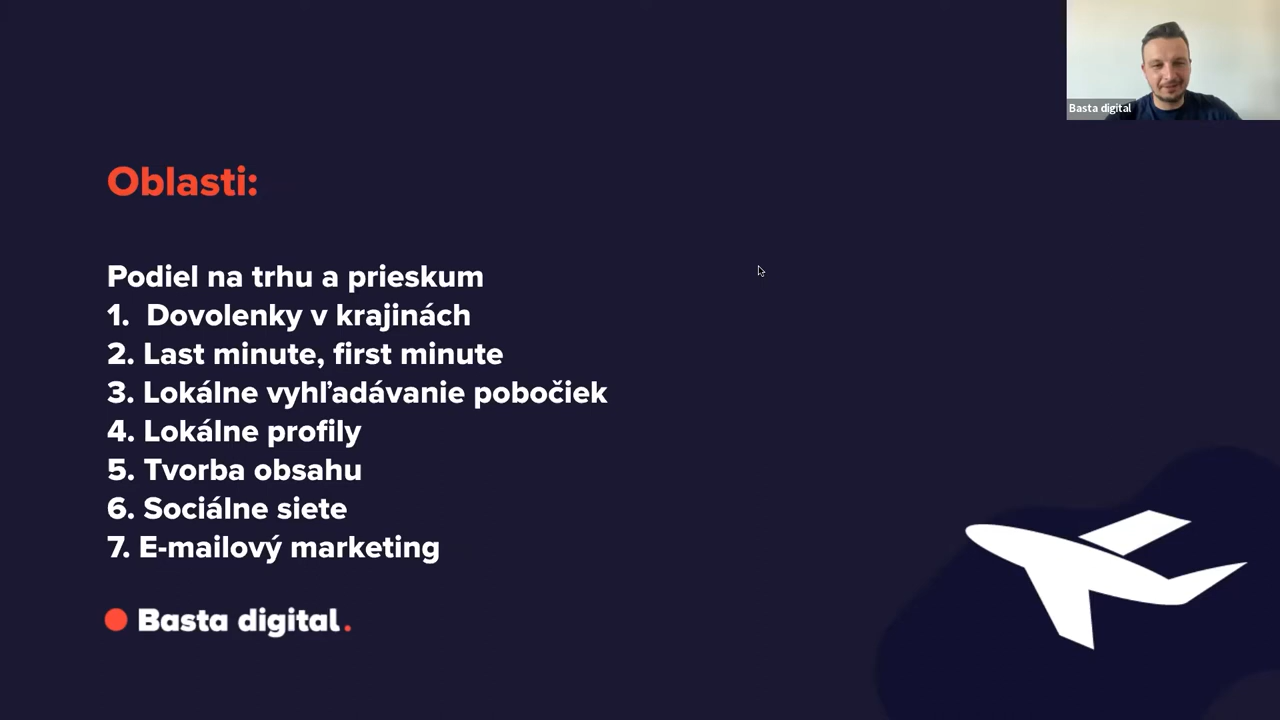 Basta digital
Oblasti:
Podiel na trhu a prieskum
1. Dovolenky v krajinách
2. Last minute, first minute
3. Lokálne vyhľadávanie pobočiek
4. Lokálne profily
5. Tvorba obsahu
6. Sociálne siete
7. E-mailový marketing
Basta digital.